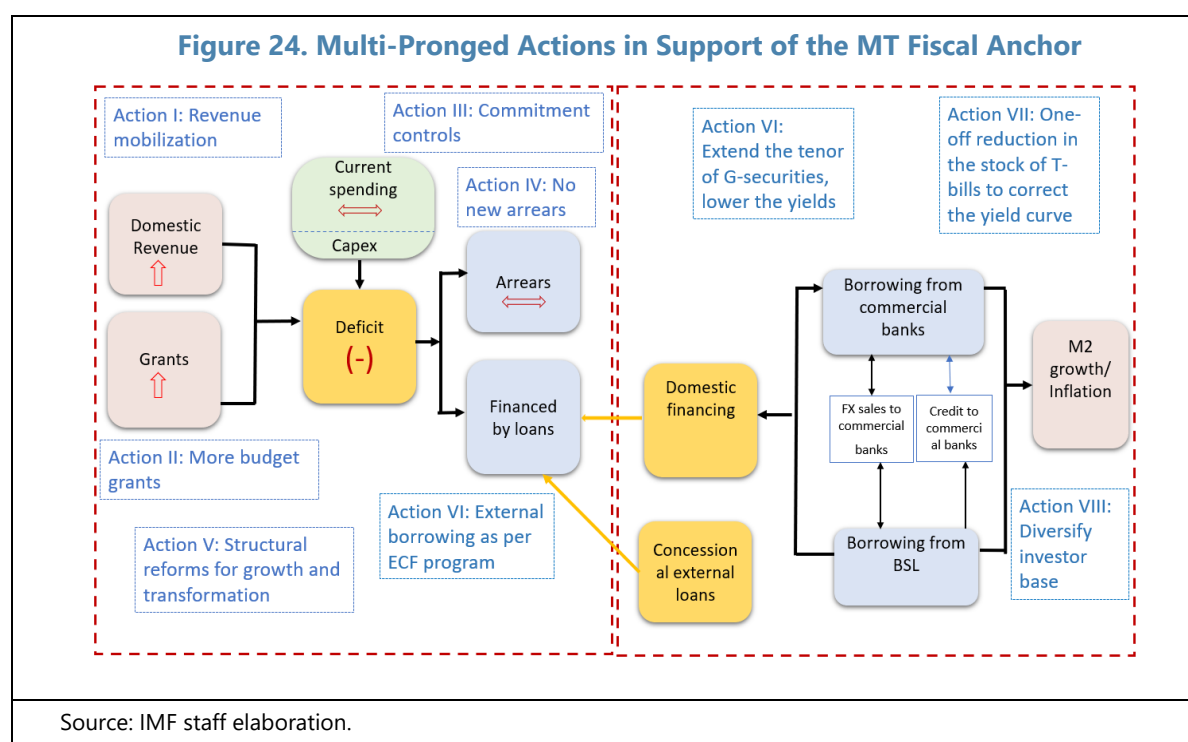 Figure 24. Multi-Pronged Actions in Support of the MT Fiscal Anchor
Action I: Revenue
mobilization
Action III: Commitment
controls
Current
spending
Capex
Action IV: No
new arrears
Domestic
Revenue
Grants
Deficit
(-)
Arrears
Financed
by loans
Action II: More budget
grants
Action V: Structural
reforms for growth and
transformation
Action VI: External
borrowing as per
ECF program
Action VI:
Extend the tenor
of G-securities,
lower the yields
Action VII: One-
off reduction in
the stock of T-
bills to correct
the yield curve
Domestic
financing
Concession
al external
loans
Borrowing from
commercial
banks
FX sales to
commercial
banks
Credit to
commerci
al banks
Borrowing from
BSL
M2
growth/
Inflation
Action VIII:
Diversify
investor
base
Source: IMF staff elaboration.